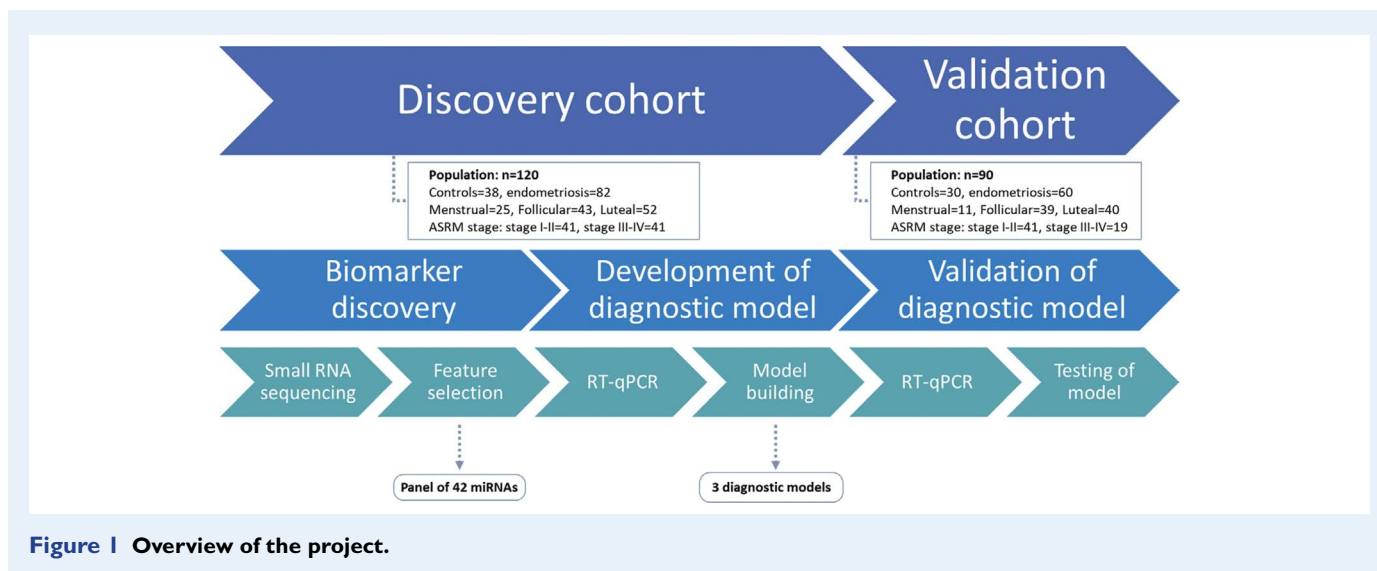 Discovery cohort
Validation
cohort
Population: n=120
Controls=38, endometriosis=82
Menstrual=25, Follicular=43, Luteal=52
ASRM stage: stage I-II=41, stage III-IV=41
Population: n=90
Controls=30, endometriosis=60
Menstrual=11, Follicular=39, Luteal=40
ASRM stage: stage I-II=41, stage III-IV=19
Biomarker
discovery
Development of
diagnostic model
Validation of
diagnostic model
Small RNA
sequencing
Feature
selection
RT-qPCR
Model
building
RT-qPCR
Testing of
model
Panel of 42 miRNAs
3 diagnostic models
Figure 1 Overview of the project.